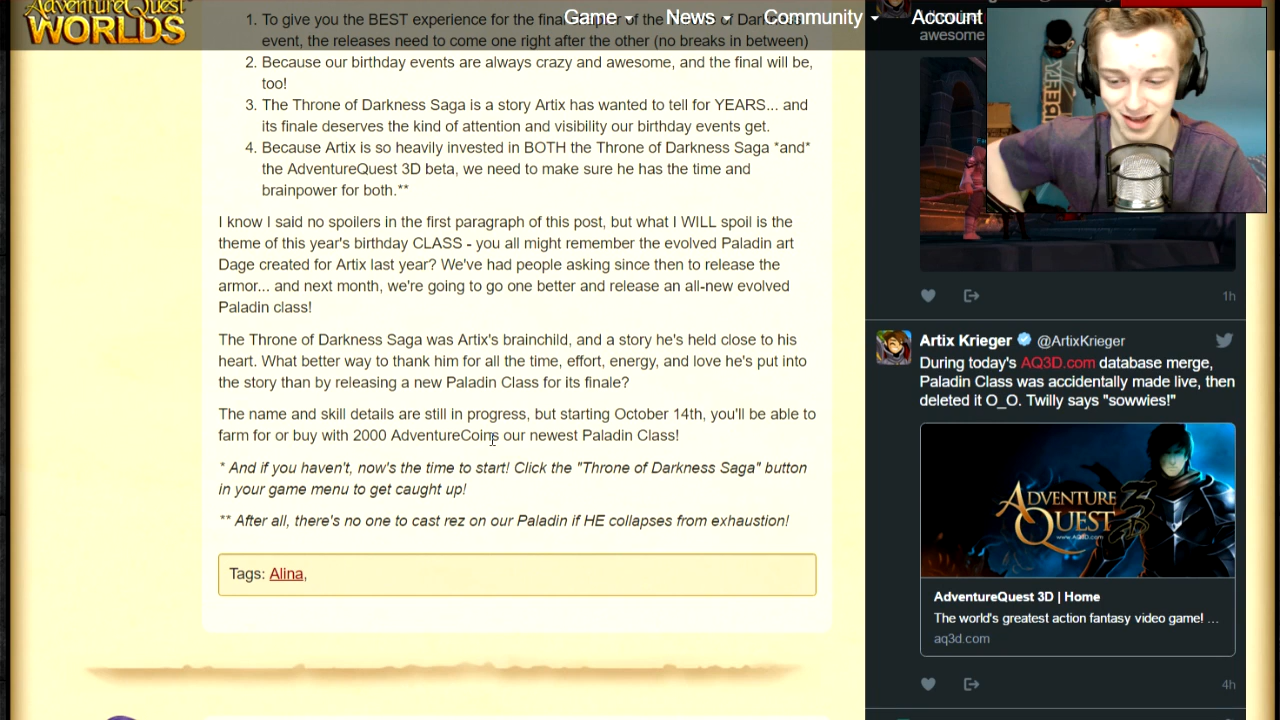 ADVENTUREQUEST
WORLDS
Game
News
Community
Account
1. To give you the BEST experience for the final of the of Darkness
event, the releases need to come one right after the other (no breaks in between)
2. Because our birthday events are always crazy and awesome, and the final will be,
too!
3. The Throne of Darkness Saga is a story Artix has wanted to tell for YEARS... and
its finale deserves the kind of attention and visibility our birthday events get.
4. Because Artix is so heavily invested in BOTH the Throne of Darkness Saga *and*
the AdventureQuest 3D beta, we need to make sure he has the time and
brainpower for both.**
I know I said no spoilers in the first paragraph of this post, but what I WILL spoil is the
theme of this year's birthday CLASS - you all might remember the evolved Paladin art
Dage created for Artix last year? We've had people asking since then to release the
armor... and next month, we're going to go one better and release an all-new evolved
Paladin class!
The Throne of Darkness Saga was Artix's brainchild, and a story he's held close to his
heart. What better way to thank him for all the time, effort, energy, and love he's put into
the story than by releasing a new Paladin Class for its finale?
The name and skill details are still in progress, but starting October 14th, you'll be able to
farm for or buy with 2000 AdventureCoins our newest Paladin Class!
* And if you haven't, now's the time to start! Click the "Throne of Darkness Saga" button
in your game menu to get caught up!
** After all, there's no one to cast rez on our Paladin if HE collapses from exhaustion!
Tags: Alina,
awesome
1h
Artix Krieger @ArtixKrieger
During today's AQ3D.com database merge,
Paladin Class was accidentally made live, then
deleted it O_O. Twilly says "sowwies!"
ADVENTURE
QUEST 3D
www.AQ3D.com
AdventureQuest 3D | Home
The world's greatest action fantasy video game! ...
aq3d.com
4h